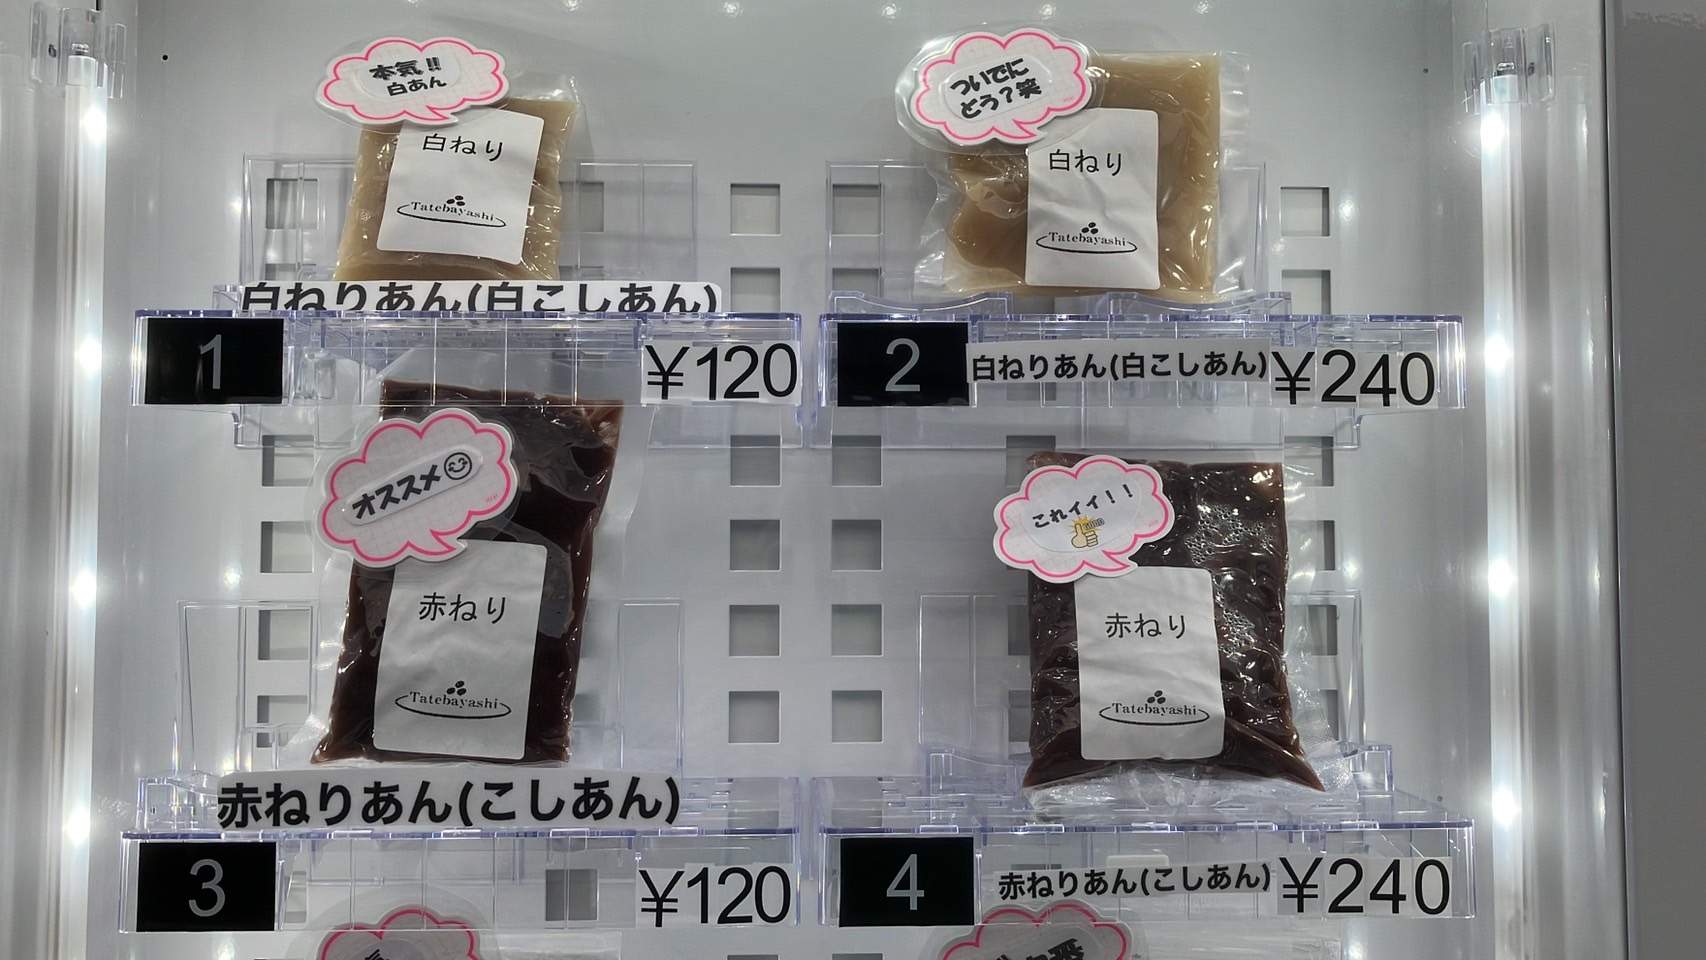 本気!!
白あん
白ねり
Tatebayashi
白ねりあん(白こしあん)
1
¥120
ついでに
どう?笑
白ねり
Tatebayashi
2
白ねりあん(白こしあん)
¥240
オススメ
赤ねり
Tatebayashi
赤ねりあん(こしあん)
3
¥120
これイィ!!
GOOD
赤ねり
Tatebayashi
4
赤ねりあん(こしあん)
¥240